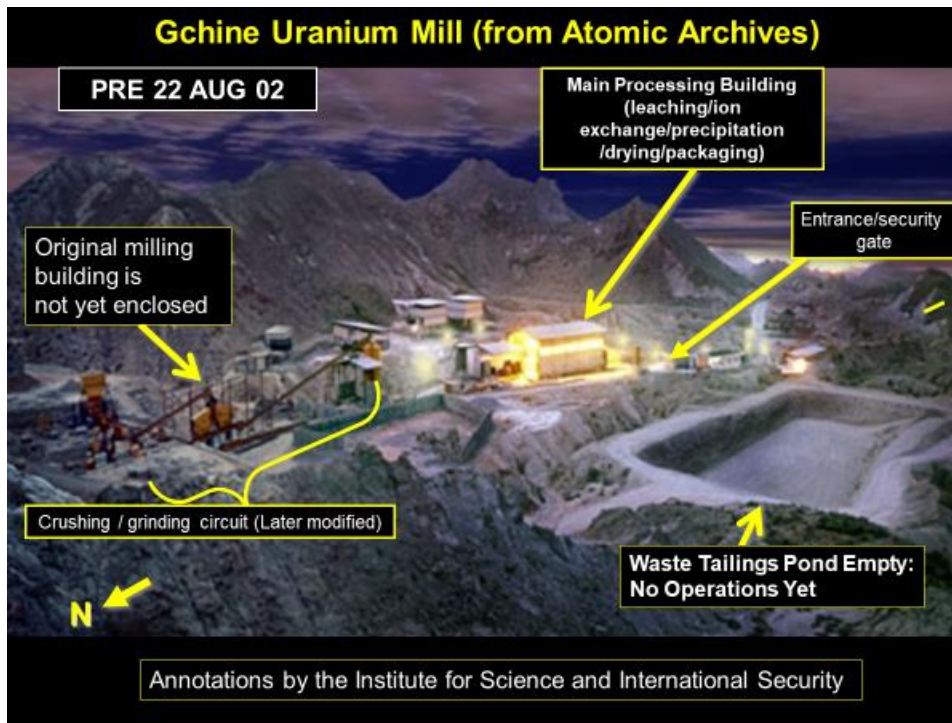 Gchine Uranium Mill (from Atomic Archives)
PRE 22 AUG 02
Main Processing Building
(leaching/ion
exchange/precipitation
/drying/packaging)
Entrance/security
gate
Original milling
building is
not yet enclosed
Crushing / grinding circuit (Later modified)
Waste Tailings Pond Empty:
No Operations Yet
N
Annotations by the Institute for Science and International Security